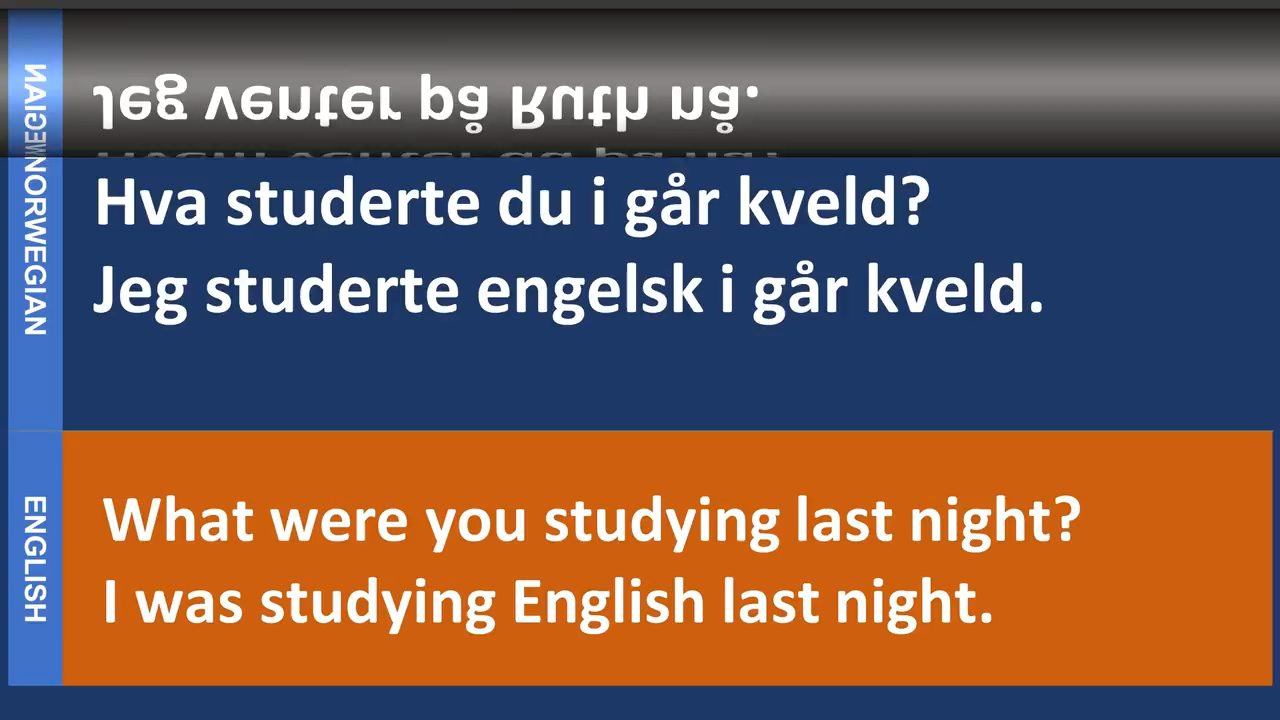 Jeg venter på Ruth nå.
Hva studerte du i går kveld?
Jeg studerte engelsk i går kveld.
NORWEGIAN
What were you studying last night?
I was studying English last night.
ENGLISH